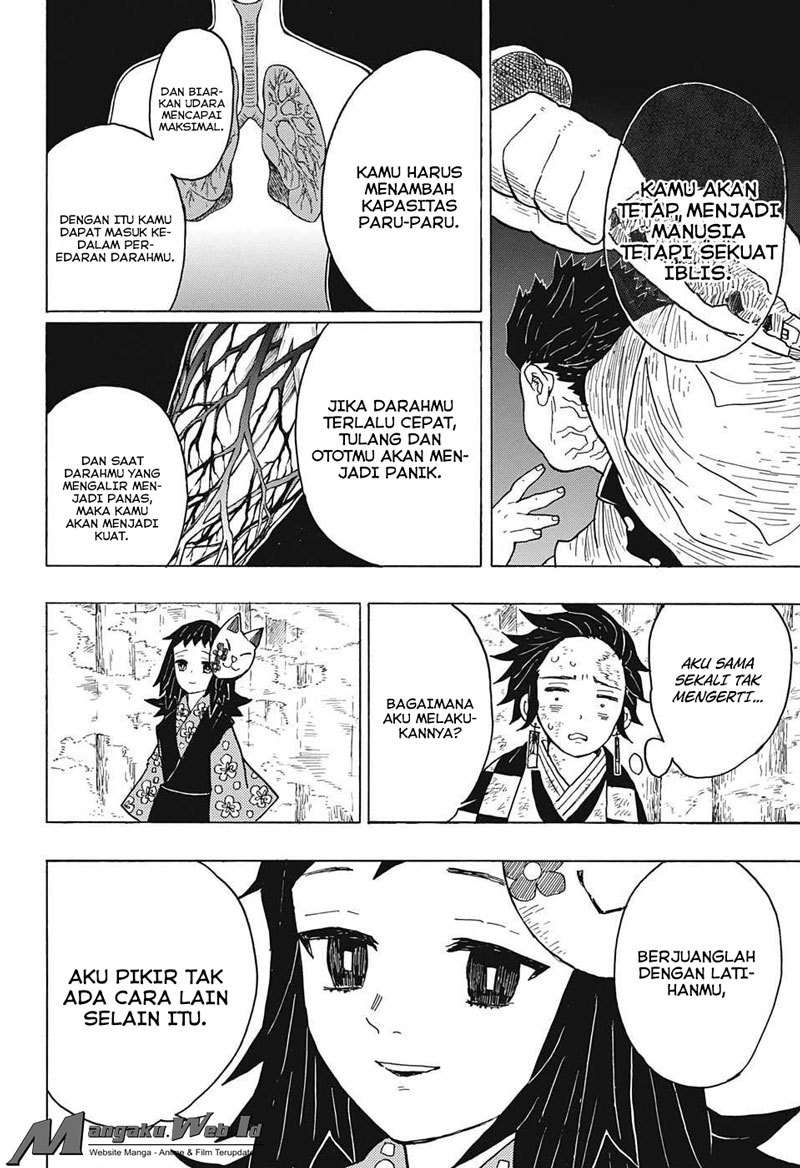 KAMU AKAN
TETAP MENJADI
MANUSIA
TETAPI SEKUAT
IBLIS.
KAMU HARUS
MENAMBAH
KAPASITAS
PARU-PARU.
DAN BIAR-
KAN UDARA
MENCAPAI
MAKSIMAL.
DENGAN ITU KAMU
DAPAT MASUK KE-
DALAM PER-
EDARAN DARAHMU.
JIKA DARAHMU
TERLALU CEPAT,
TULANG DAN
OTOTMU AKAN MEN-
JADI PANIK.
DAN SAAT
DARAHMU YANG
MENGALIR MEN-
JADI PANAS,
MAKA KAMU
AKAN MENJADI
KUAT.
AKU SAMA
SEKALI TAK
MENGERTI...
BAGAIMANA
AKU MELAKU-
KANNYA?
BERJUANGLAH
DENGAN LATI-
HANMU,
AKU PIKIR TAK
ADA CARA LAIN
SELAIN ITU.
Mangaku.Web.Id
Website Manga - Anime & Film Terupdate